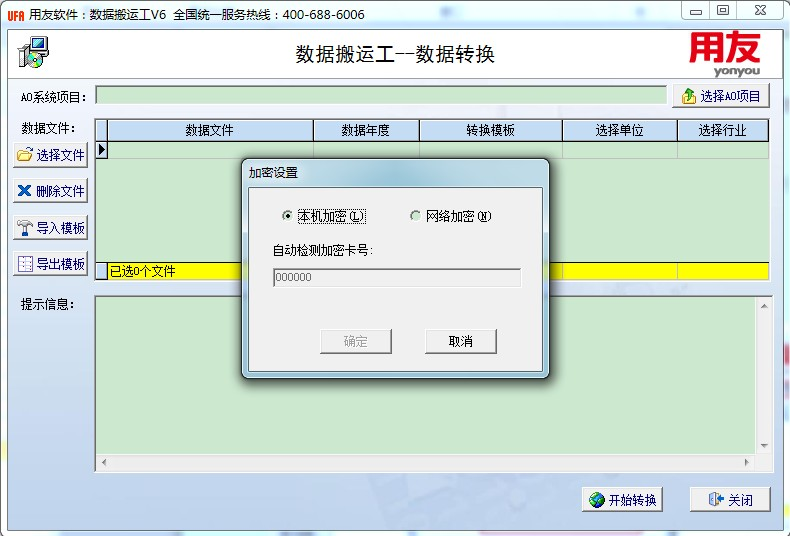 UFA 用友软件：数据搬运工V6 全国统一服务热线：400-688-6006
数据搬运工--数据转换
用友
yonyou
AO系统项目：
选择AO项目
数据文件：
数据文件 数据年度 转换模板 选择单位 选择行业
选择文件
删除文件
导入模板
导出模板
已选0个文件
加密设置
本机加密(L) 网络加密(N)
自动检测加密卡号：
000000
确定 取消
提示信息：
开始转换 关闭